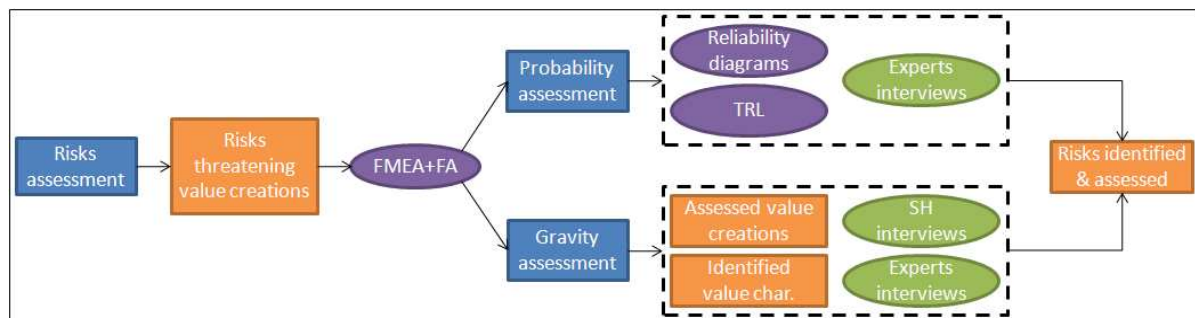 Risks
assessment
Risks
threatening
value creations
FMEA+FA
Probability
assessment
Gravity
assessment
Reliability
diagrams
TRL
Experts
interviews
Assessed value
creations
Identified
value char.
SH
interviews
Experts
interviews
Risks identified
& assessed